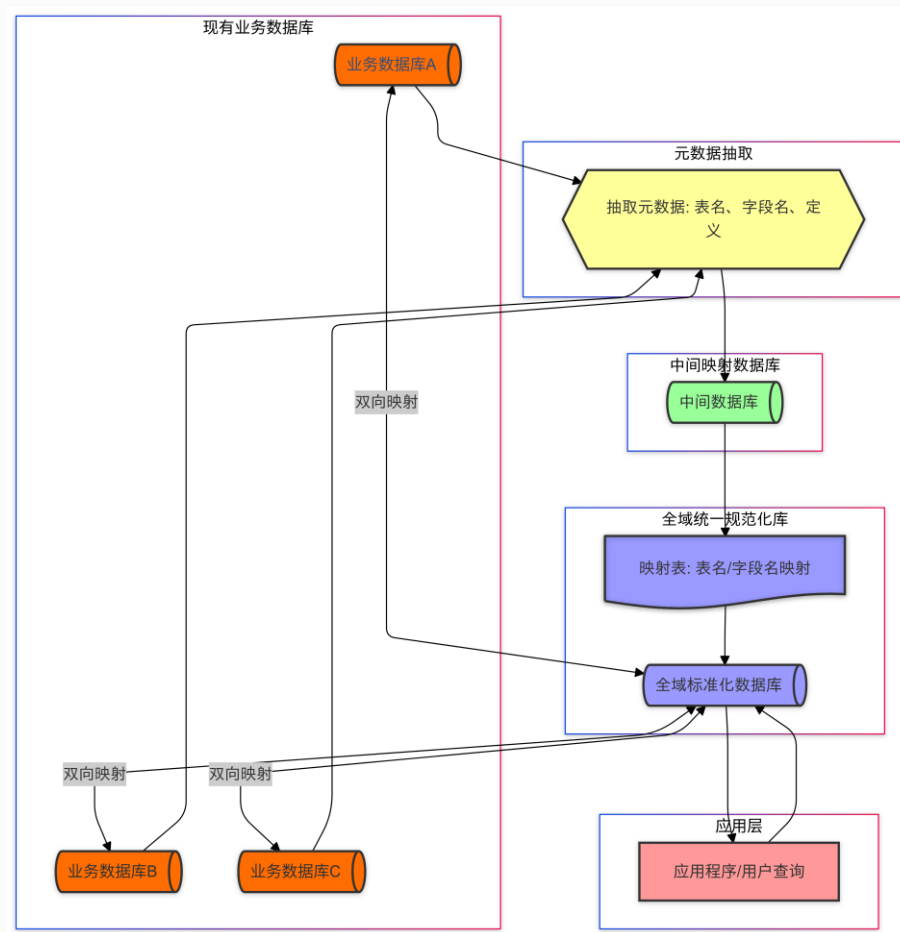 现有业务数据库
业务数据库A
元数据抽取
抽取元数据: 表名、字段名、定
义
中间映射数据库
中间数据库
双向映射
全域统一规范化库
映射表: 表名/字段名映射
全域标准化数据库
双向映射
双向映射
应用层
业务数据库B
业务数据库C
应用程序/用户查询